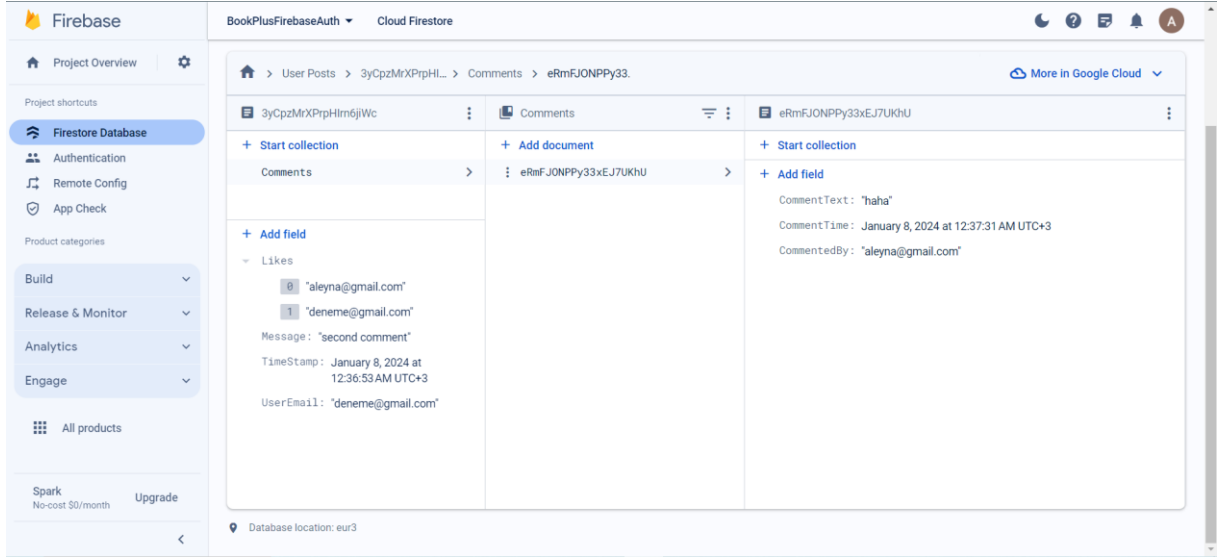 Firebase
BookPlusFirebaseAuth
Cloud Firestore
A
Project Overview
Project shortcuts
Firestore Database
Authentication
Remote Config
App Check
Product categories
Build
Release & Monitor
Analytics
Engage
All products
Spark
No-cost $0/month
Upgrade
> User Posts > 3yCpzMrXPrpHI... > Comments > eRmFJONPPy33.
More in Google Cloud
3yCpzMrXPrpHIm6jiWc
+ Start collection
Comments
+ Add field
Likes
0 "aleyna@gmail.com"
1 "deneme@gmail.com"
Message: "second comment"
TimeStamp: January 8, 2024 at
12:36:53 AM UTC+3
UserEmail: "deneme@gmail.com"
Comments
+ Add document
eRmFJONPPy33xEJ7UKhU
eRmFJONPPy33xEJ7UKhU
+ Start collection
+ Add field
CommentText: "haha"
CommentTime: January 8, 2024 at 12:37:31 AM UTC+3
CommentedBy: "aleyna@gmail.com"
Database location: eur3